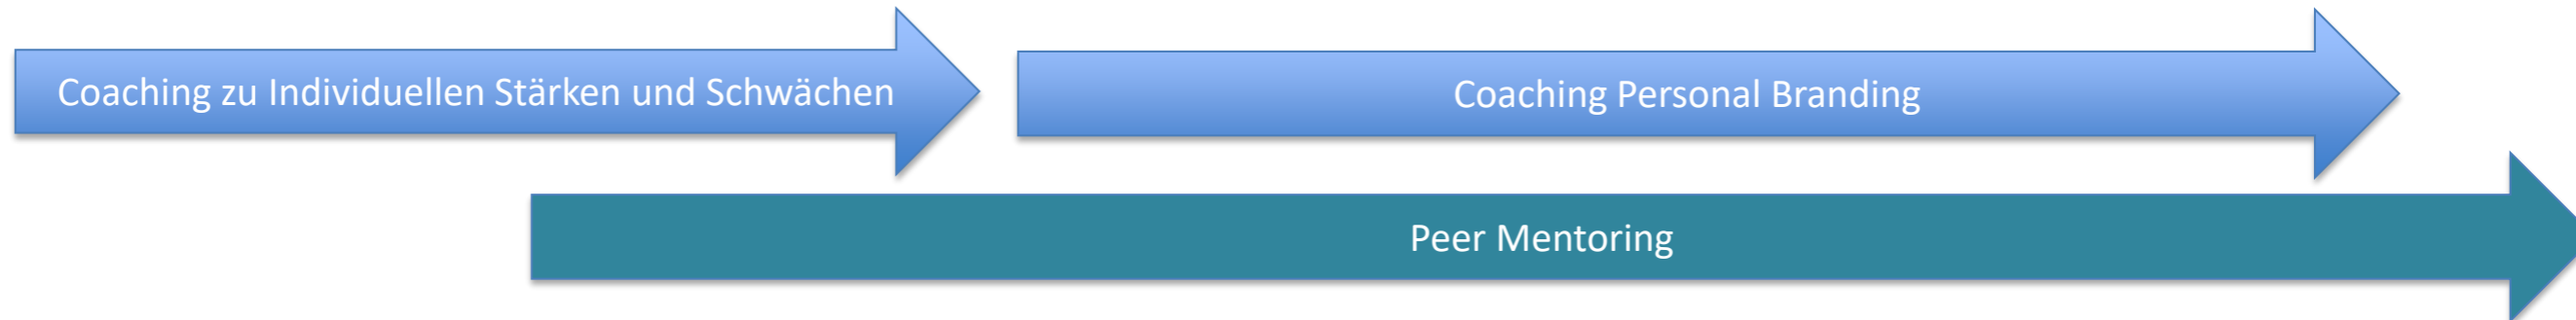 Coaching zu Individuellen Stärken und Schwächen
Coaching Personal Branding
Peer Mentoring